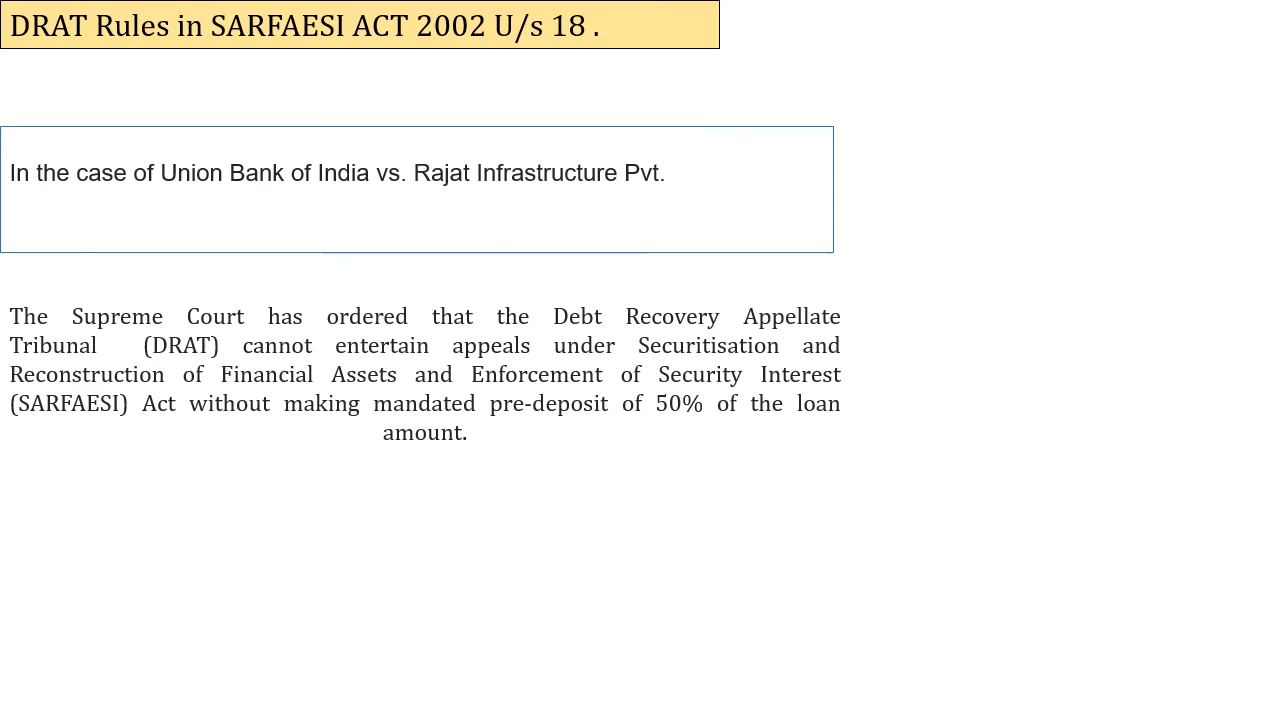 DRAT Rules in SARFAESI ACT 2002 U/s 18 .
In the case of Union Bank of India vs. Rajat Infrastructure Pvt.
The Supreme Court has ordered that the Debt Recovery Appellate
Tribunal (DRAT) cannot entertain appeals under Securitisation and
Reconstruction of Financial Assets and Enforcement of Security Interest
(SARFAESI) Act without making mandated pre-deposit of 50% of the loan
amount.